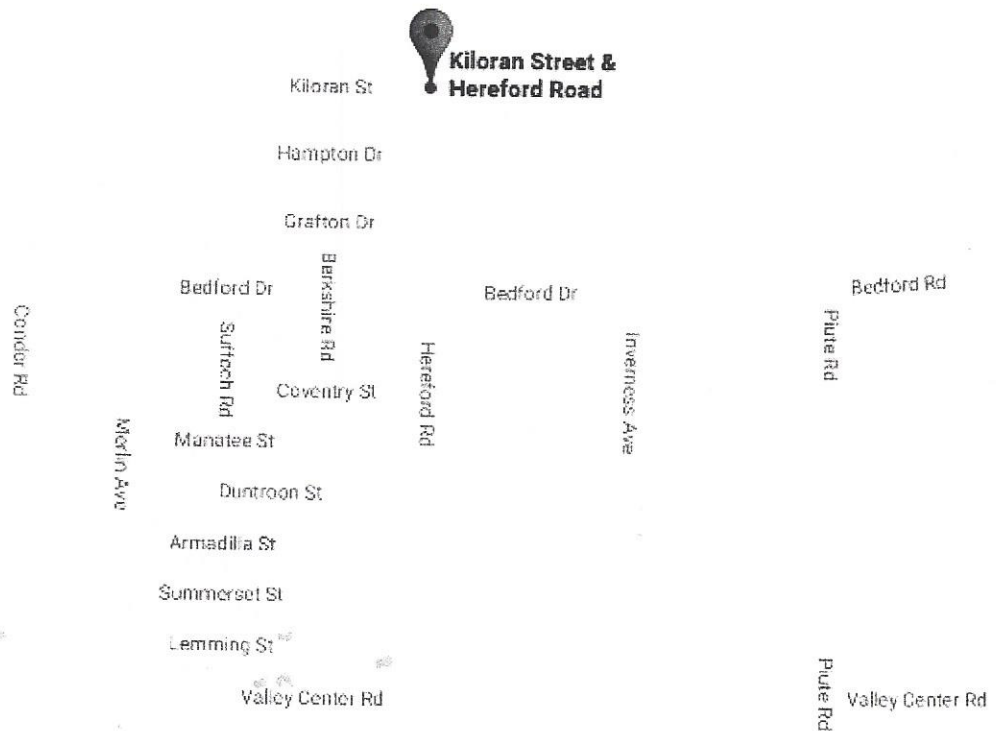 Kiloran Street &
Hereford Road
Kiloran St
Hampton Dr
Grafton Dr
Berkshire Rd
Bedford Dr
Bedford Dr
Bedford Rd
Condor Rd
Suffoch Rd
Hereford Rd
Inverness Ave
Piute Rd
Coventry St
Merlin Ave
Manatee St
Duntroon St
Armadilla St
Summerset St
Lemming St
Valley Center Rd
Piute Rd
Valley Center Rd